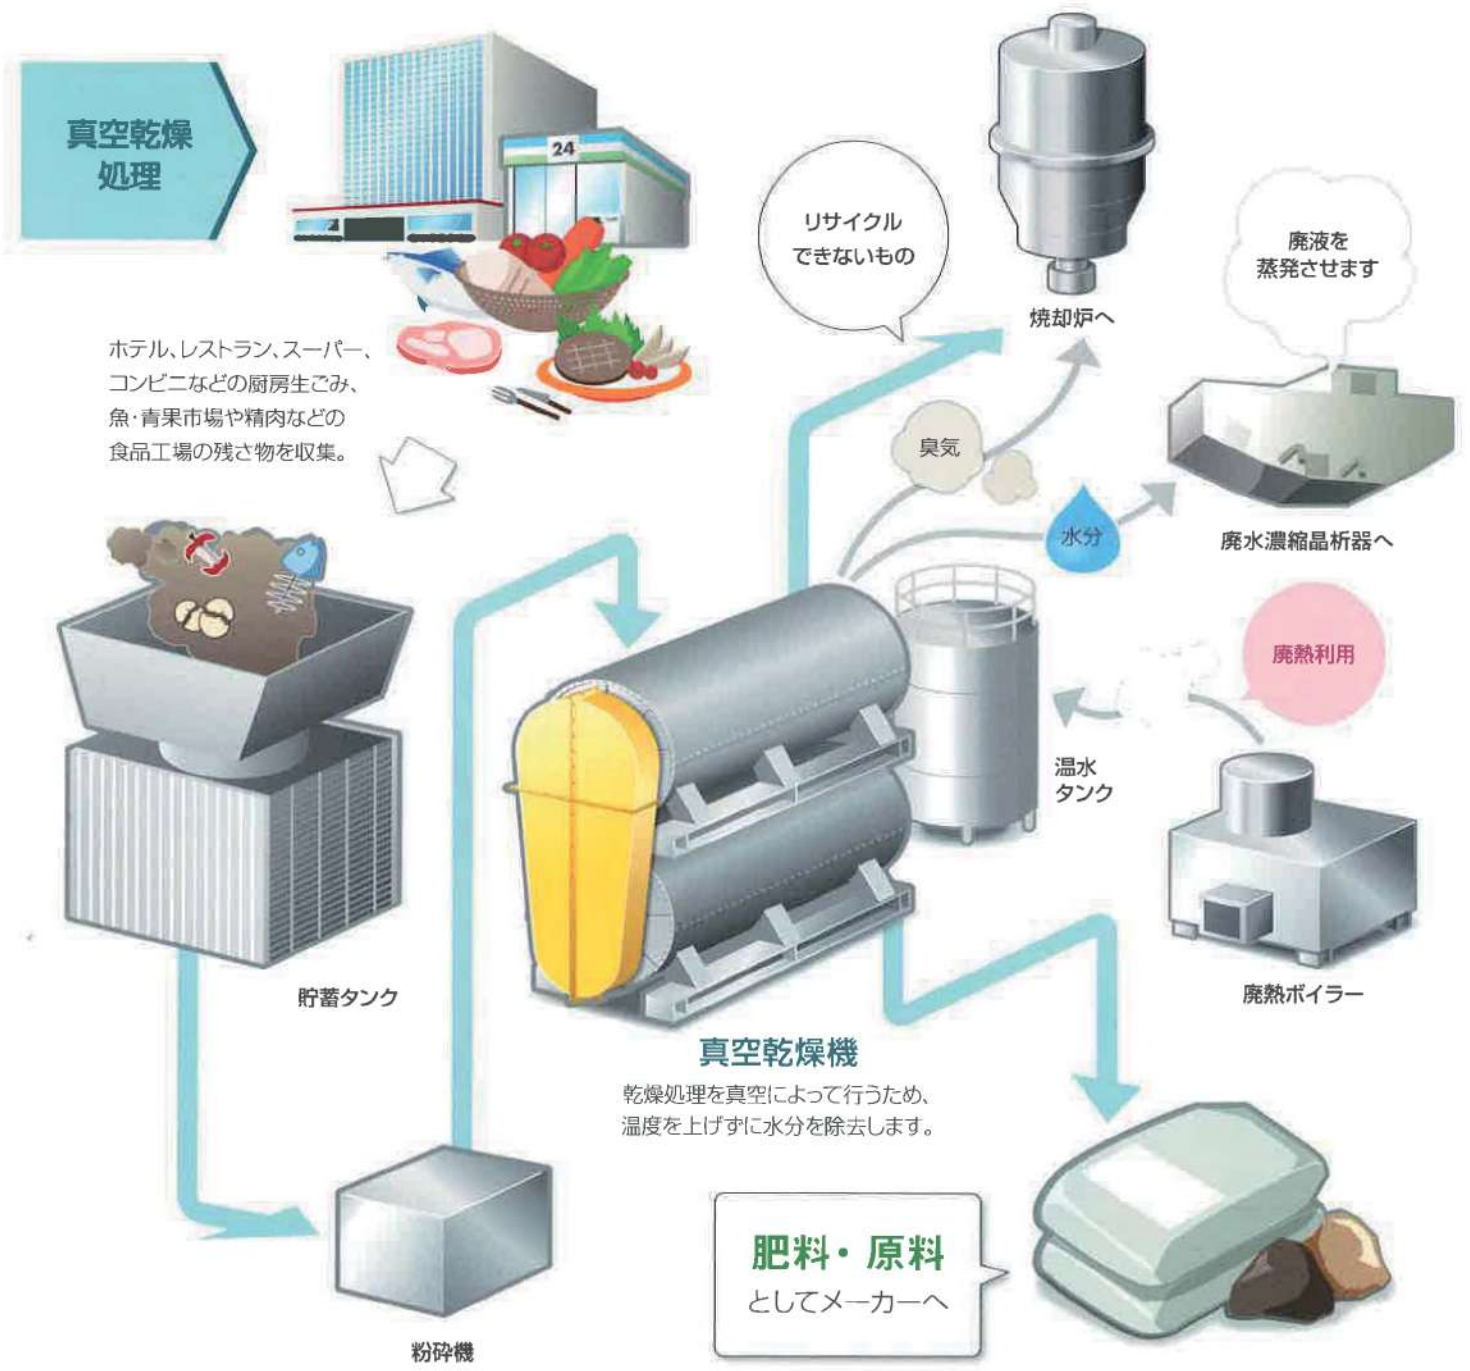 真空乾燥
処理
24
ホテル、レストラン、スーパー、
コンビニなどの厨房生ごみ、
魚・青果市場や精肉などの
食品工場の残さ物を収集。
リサイクル
できないもの
焼却炉へ
廃液を
蒸発させます
臭気
水分
廃水濃縮晶析器へ
廃熱利用
温水
タンク
廃熱ボイラー
貯蓄タンク
真空乾燥機
乾燥処理を真空によって行うため、
温度を上げずに水分を除去します。
粉砕機
肥料・原料
としてメーカーへ